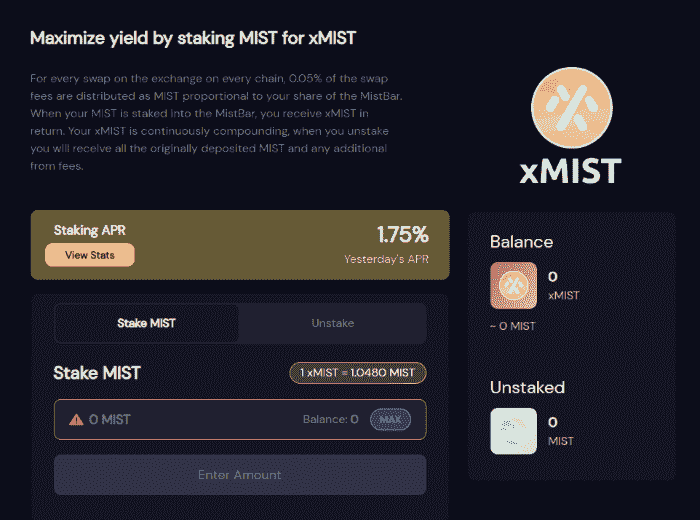 Maximize yield by staking MIST for xMIST
For every swap on the exchange on every chain, 0.05% of the swap
fees are distributed as MIST proportional to your share of the MistBar.
When your MIST is staked into the MistBar, you receive xMIST in
return. Your xMIST is continuously compounding, when you unstake
you will receive all the originally deposited MIST and any additional
from fees.
xMIST
Staking APR
View Stats
1.75%
Yesterday's APR
Stake MIST
Unstake
Stake MIST
1 xMIST = 1.0480 MIST
0 MIST
Balance: 0
MAX
Enter Amount
Balance
0
xMIST
~ 0 MIST
Unstaked
0
MIST